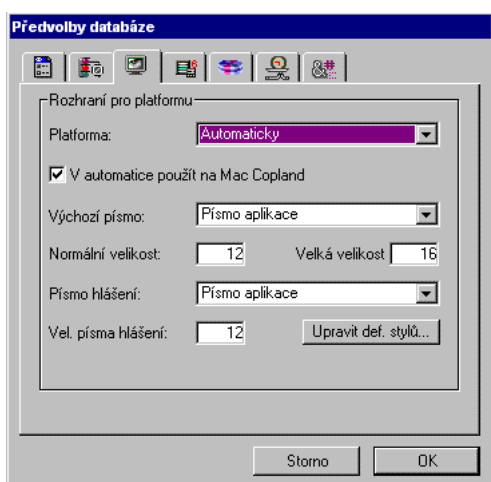 Předvolby databáze
Rozhraní pro platformu
Platforma: Automaticky
V automatice použít na Mac Copland
Výchozí písmo: Písmo aplikace
Normální velikost: 12 Velká velikost 16
Písmo hlášení: Písmo aplikace
Vel. písma hlášení: 12 Upravit def. stylů...
Storno OK